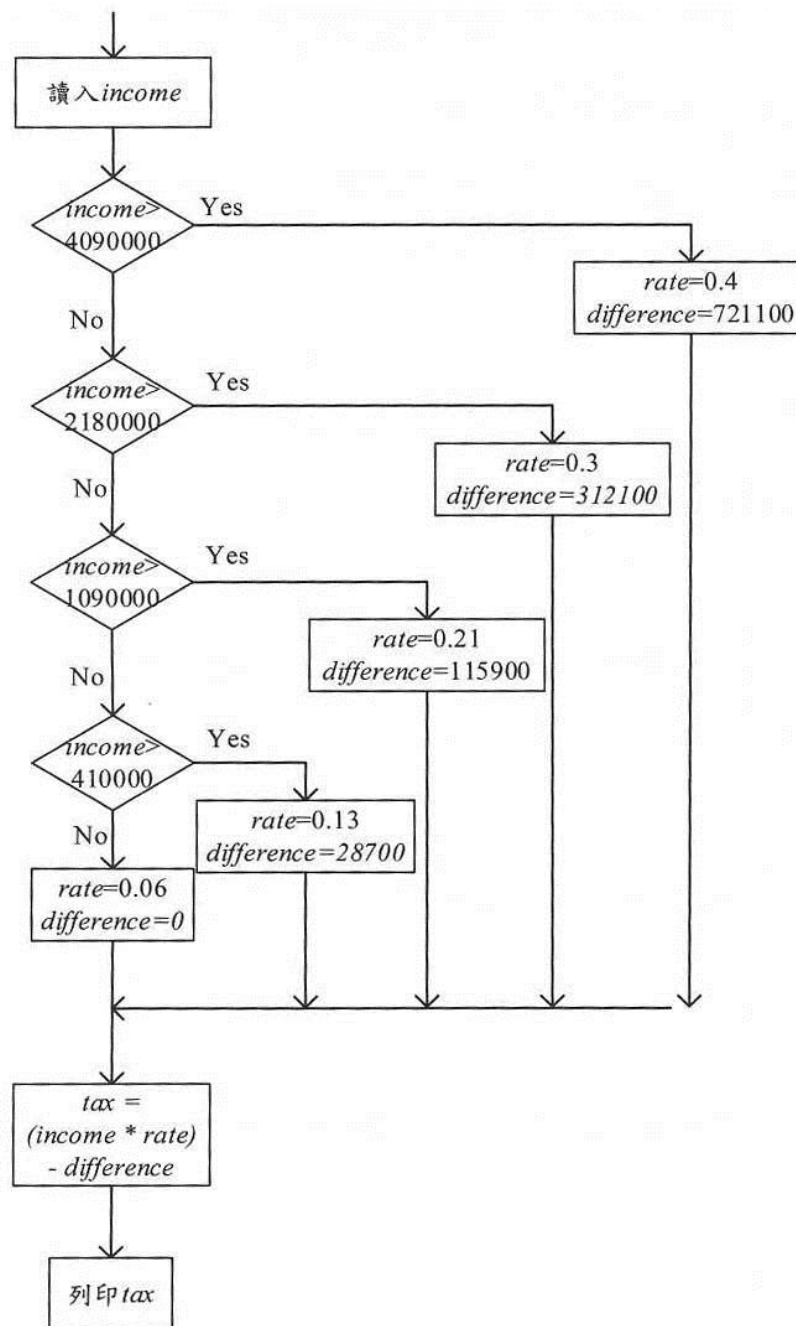 讀入income
income>
4090000
Yes
rate=0.4
difference=721100
No
income>
2180000
Yes
rate=0.3
difference=312100
No
income>
1090000
Yes
rate=0.21
difference=115900
No
income>
410000
Yes
rate=0.13
difference=28700
No
rate=0.06
difference=0
tax =
(income * rate)
- difference
列印tax